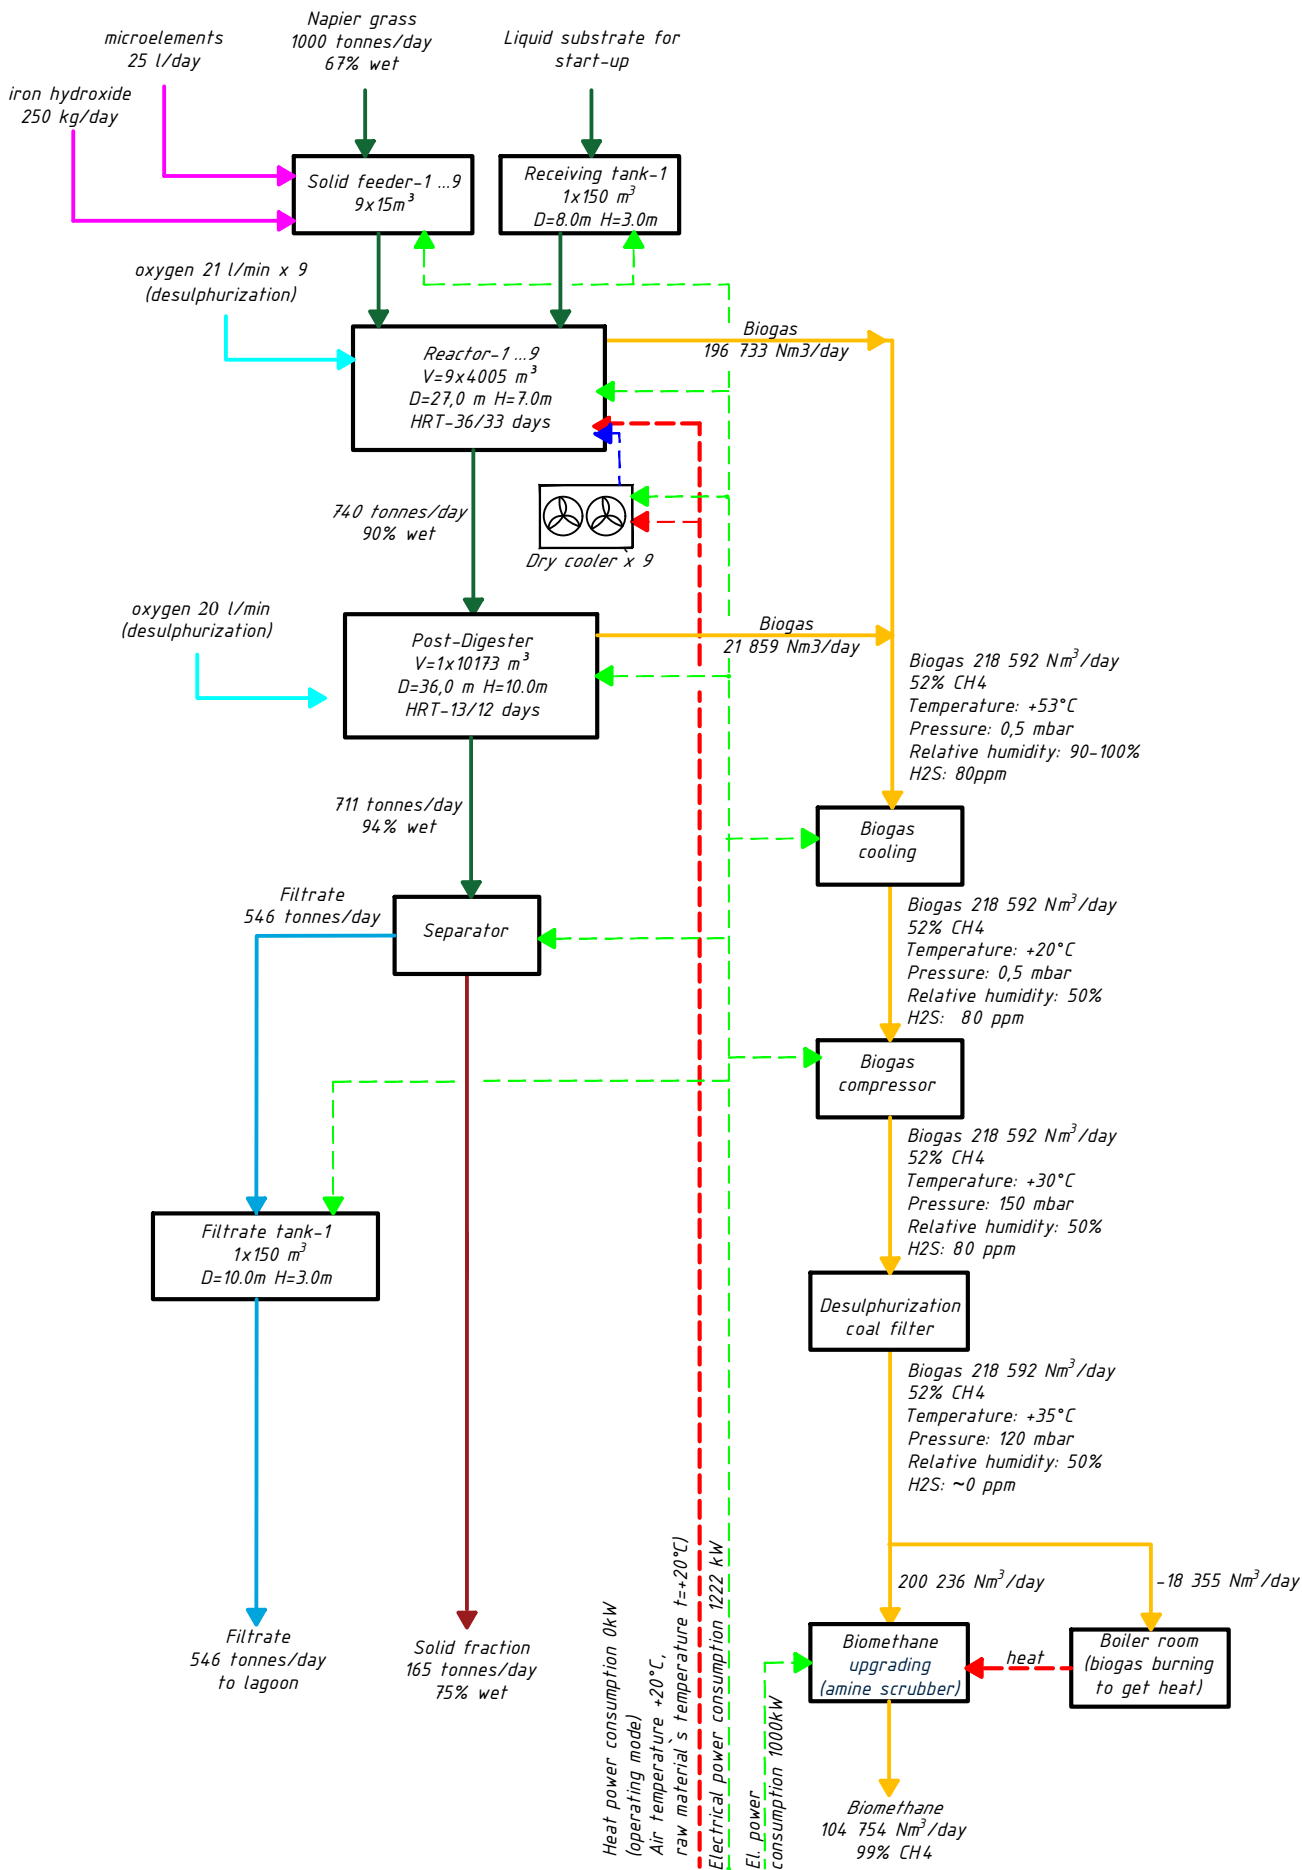 microelements
25 l/day
Napier grass
1000 tonnes/day
67% wet
Liquid substrate for
start-up
iron hydroxide
250 kg/day
Solid feeder-1 ...9
9x15m³
Receiving tank-1
1x150 m³
D=8.0m H=3.0m
oxygen 21 l/min x 9
(desulphurization)
Reactor-1 ...9
V=9x4005 m³
D=27,0 m H=7.0m
HRT-36/33 days
Biogas
196 733 Nm3/day
740 tonnes/day
90% wet
Dry cooler`x 9
oxygen 20 l/min
(desulphurization)
Post-Digester
V=1x10173 m³
D=36,0 m H=10.0m
HRT-13/12 days
Biogas
21 859 Nm3/day
Biogas 218 592 Nm³/day
52% CH4
Temperature: +53°C
Pressure: 0,5 mbar
Relative humidity: 90-100%
H2S: 80ppm
711 tonnes/day
94% wet
Biogas
cooling
Filtrate
546 tonnes/day
Separator
Biogas 218 592 Nm³/day
52% CH4
Temperature: +20°C
Pressure: 0,5 mbar
Relative humidity: 50%
H2S: 80 ppm
Biogas
compressor
Biogas 218 592 Nm³/day
52% CH4
Temperature: +30°C
Pressure: 150 mbar
Relative humidity: 50%
H2S: 80 ppm
Filtrate tank-1
1x150 m³
D=10.0m H=3.0m
Desulphurization
coal filter
Biogas 218 592 Nm³/day
52% CH4
Temperature: +35°C
Pressure: 120 mbar
Relative humidity: 50%
H2S: ~0 ppm
200 236 Nm³/day
-18 355 Nm³/day
Filtrate
546 tonnes/day
to lagoon
Solid fraction
165 tonnes/day
75% wet
Heat power consumption 0kW
(operating mode)
Air temperature +20°C,
raw material`s temperature t=+20°C)
Electrical power consumption 1222 kW
El. power
consumption 1000kW
Biomethane
upgrading
(amine scrubber)
heat
Boiler room
(biogas burning
to get heat)
Biomethane
104 754 Nm³/day
99% CH4